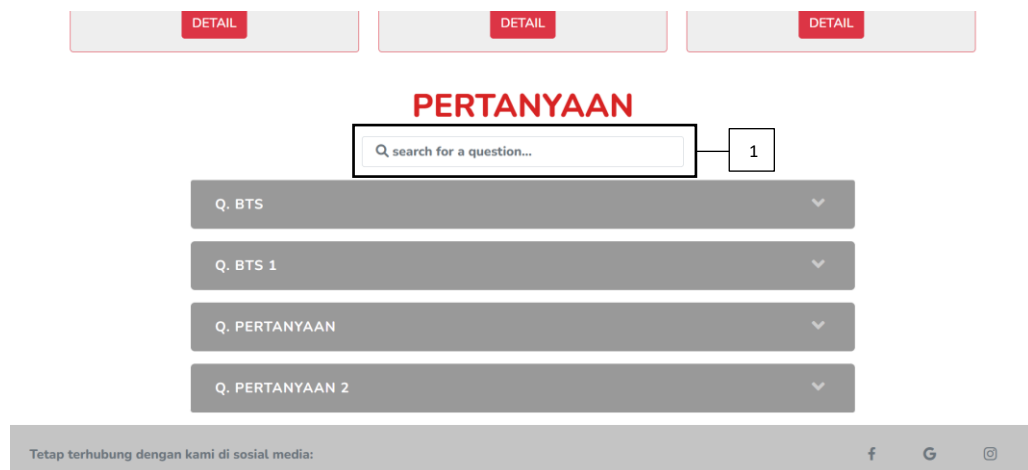 DETAIL DETAIL DETAIL
PERTANYAAN
search for a question...
1
Q. BTS
Q. BTS 1
Q. PERTANYAAN
Q. PERTANYAAN 2
Tetap terhubung dengan kami di sosial media: